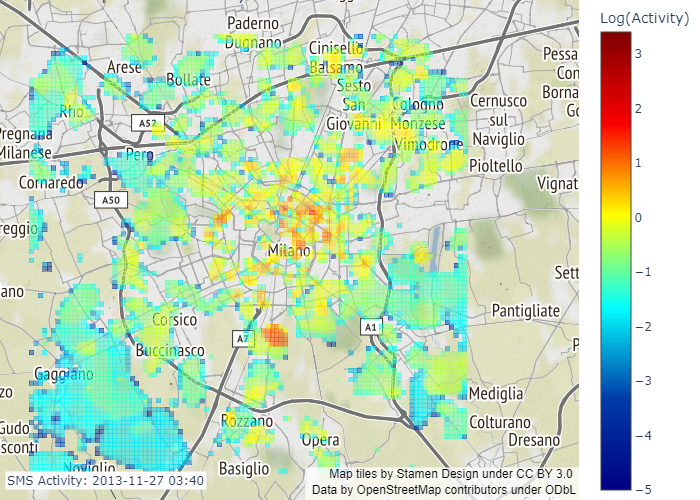 Log(Activity)
Paderno
Dugnano
Cinisello
Balsamo
Arese
Bollate
Sesto
San
Giovanni
Cologno
Monzese
Cernusco
sul
Naviglio
Pessa
Con
Borna
Go
Rho
A52
Pregnana
Milanese
Pero
Vimodrone
Pioltello
Cornaredo
Vignat
A50
reggio
Milano
Sett
ano
Pantigliate
Corsico
A7
A1
Buccinasco
P
Gaggiano
zo
Mediglia
Gudo
sconti
Rozzano
Colturano
Dresano
Opera
Basiglio
Noviglio
SMS Activity: 2013-11-27 03:40
Map tiles by Stamen Design under CC BY 3.0
Data by OpenStreetMap contributors under ODbL
3
2
1
0
−1
−2
−3
−4
−5